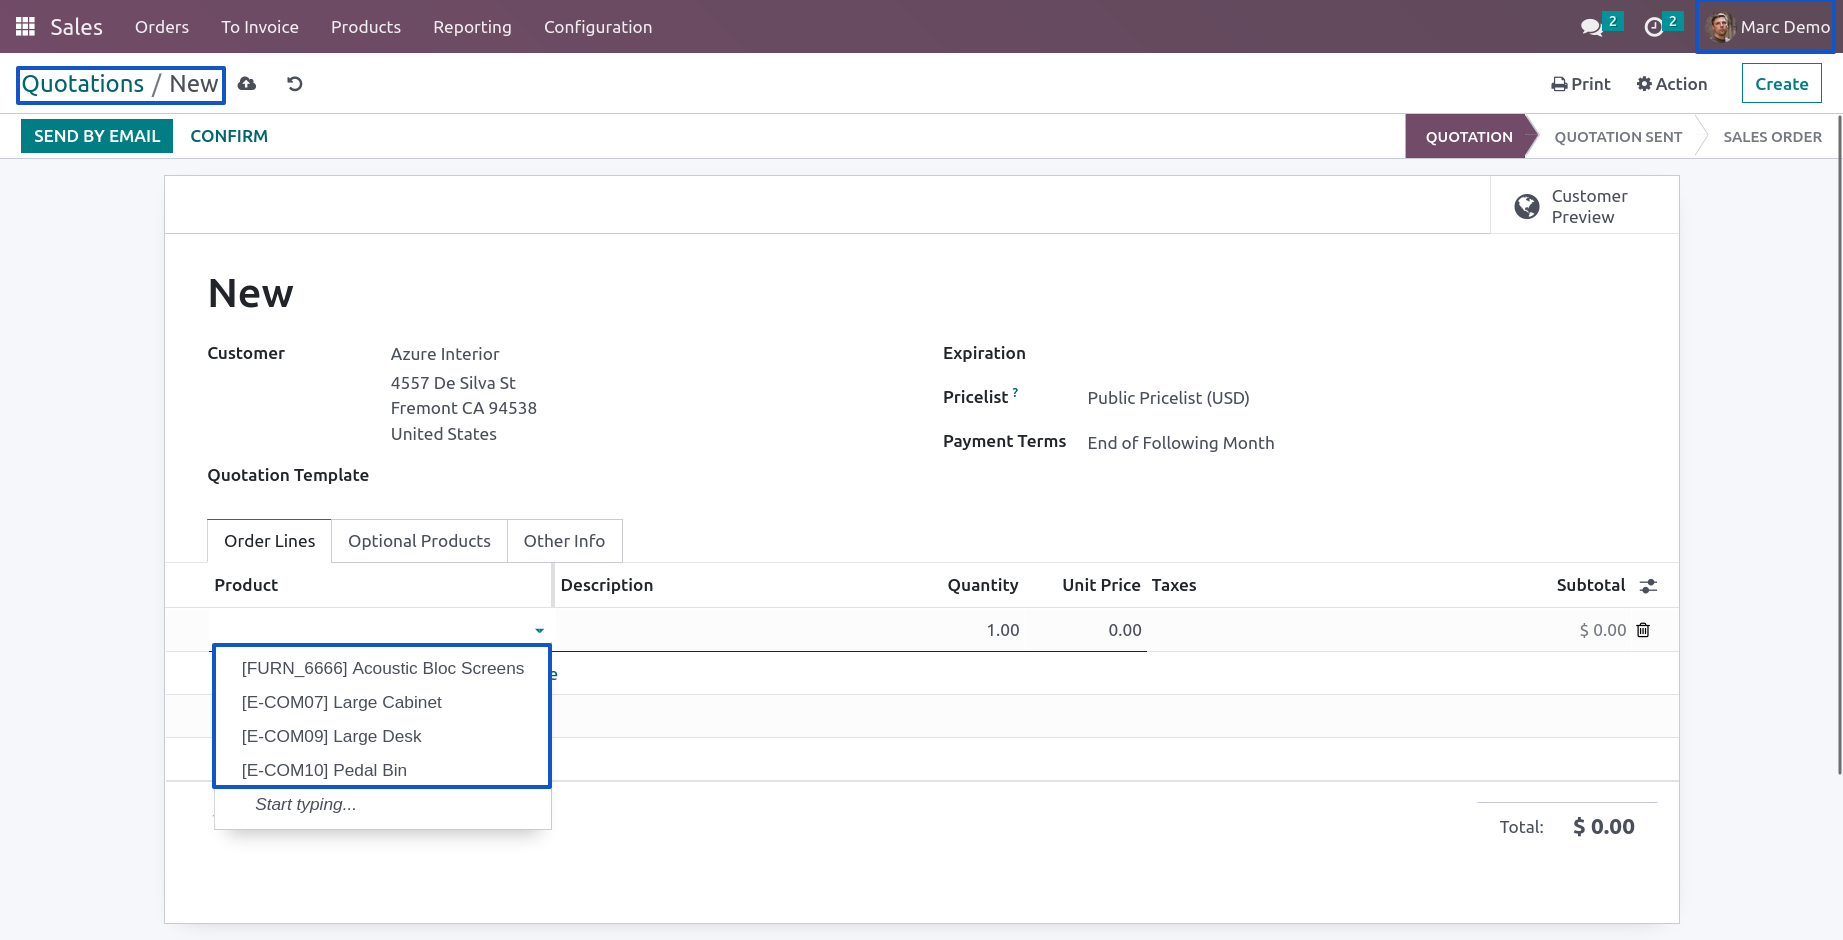 Sales Orders To Invoice Products Reporting Configuration 2 2 Marc Demo
Quotations / New Print Action Create
SEND BY EMAIL CONFIRM QUOTATION QUOTATION SENT SALES ORDER
Customer
Preview
New
Customer Azure Interior
4557 De Silva St
Fremont CA 94538
United States
Expiration
Pricelist ? Public Pricelist (USD)
Payment Terms End of Following Month
Quotation Template
Order Lines Optional Products Other Info
Product Description Quantity Unit Price Taxes Subtotal
1.00 0.00 $ 0.00
[FURN_6666] Acoustic Bloc Screens
[E-COM07] Large Cabinet
[E-COM09] Large Desk
[E-COM10] Pedal Bin
Start typing...
Total: $ 0.00